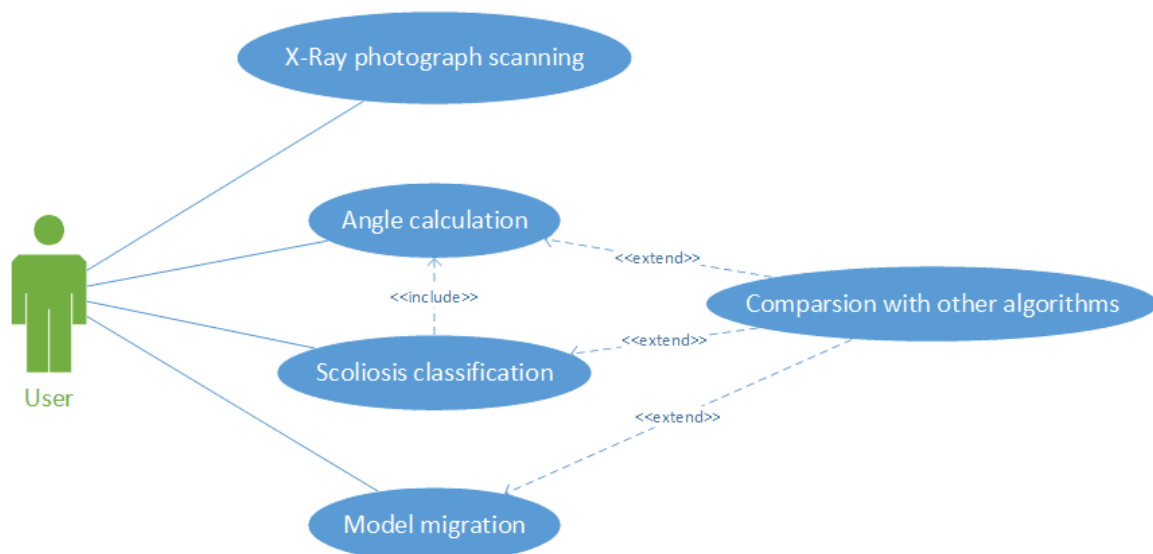 X-Ray photograph scanning
Angle calculation
<<extend>>
<<include>>
Comparsion with other algorithms
<<extend>>
Scoliosis classification
User
<<extend>>
Model migration